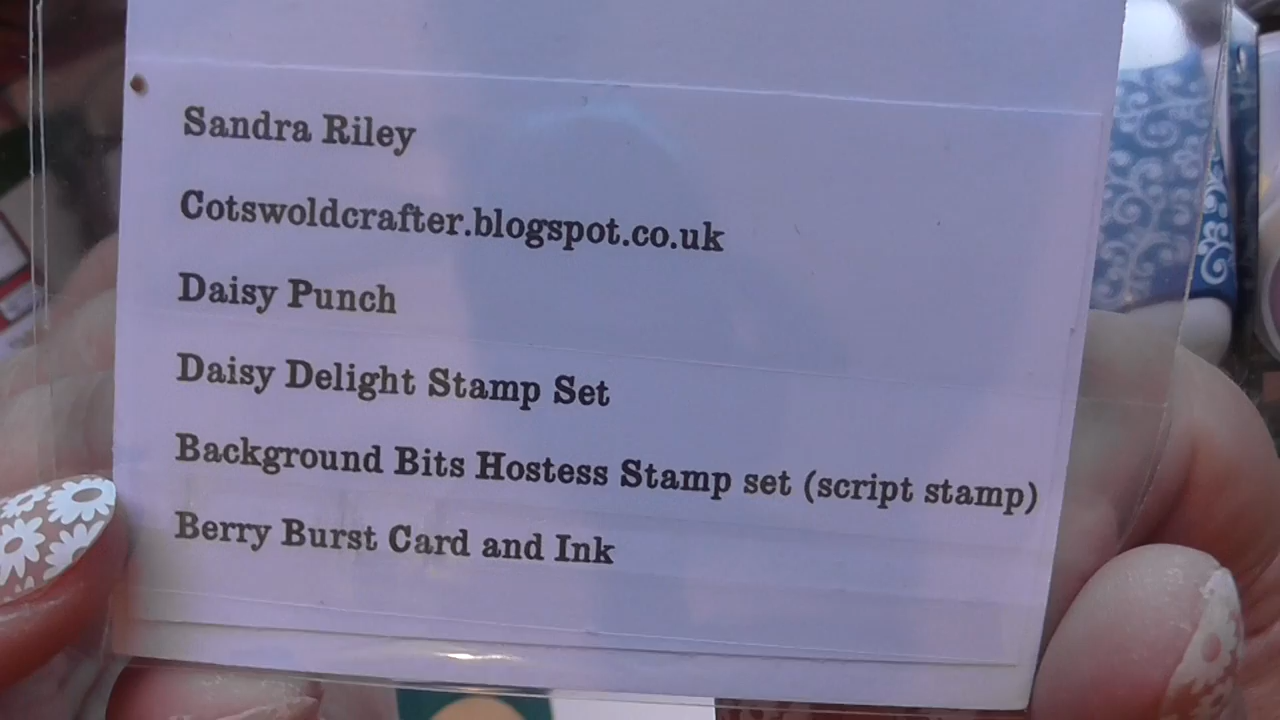 Sandra Riley
Cotswoldcrafter.blogspot.co.uk
Daisy Punch
Daisy Delight Stamp Set
Background Bits Hostess Stamp set (script stamp)
Berry Burst Card and Ink